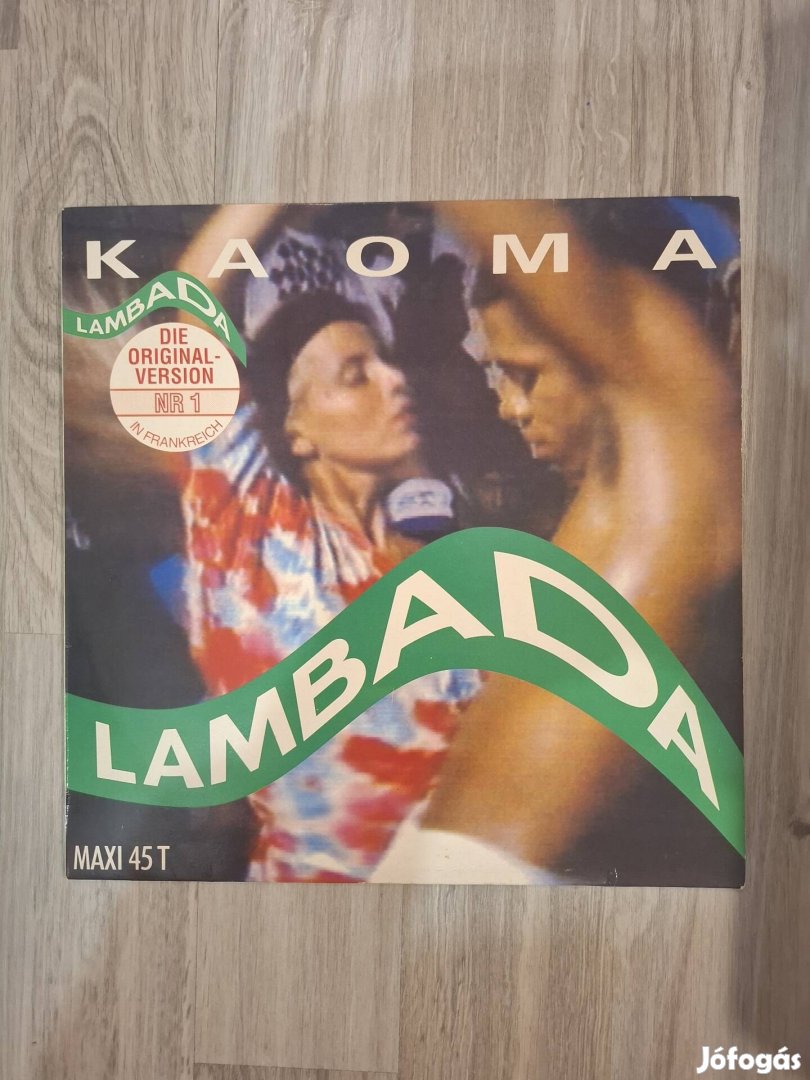 KAOMA
LAMBADA
DIE
ORIGINAL-
VERSION
NR 1
IN FRANKREICH
LAMBADA
MAXI 45 T
Jófogás